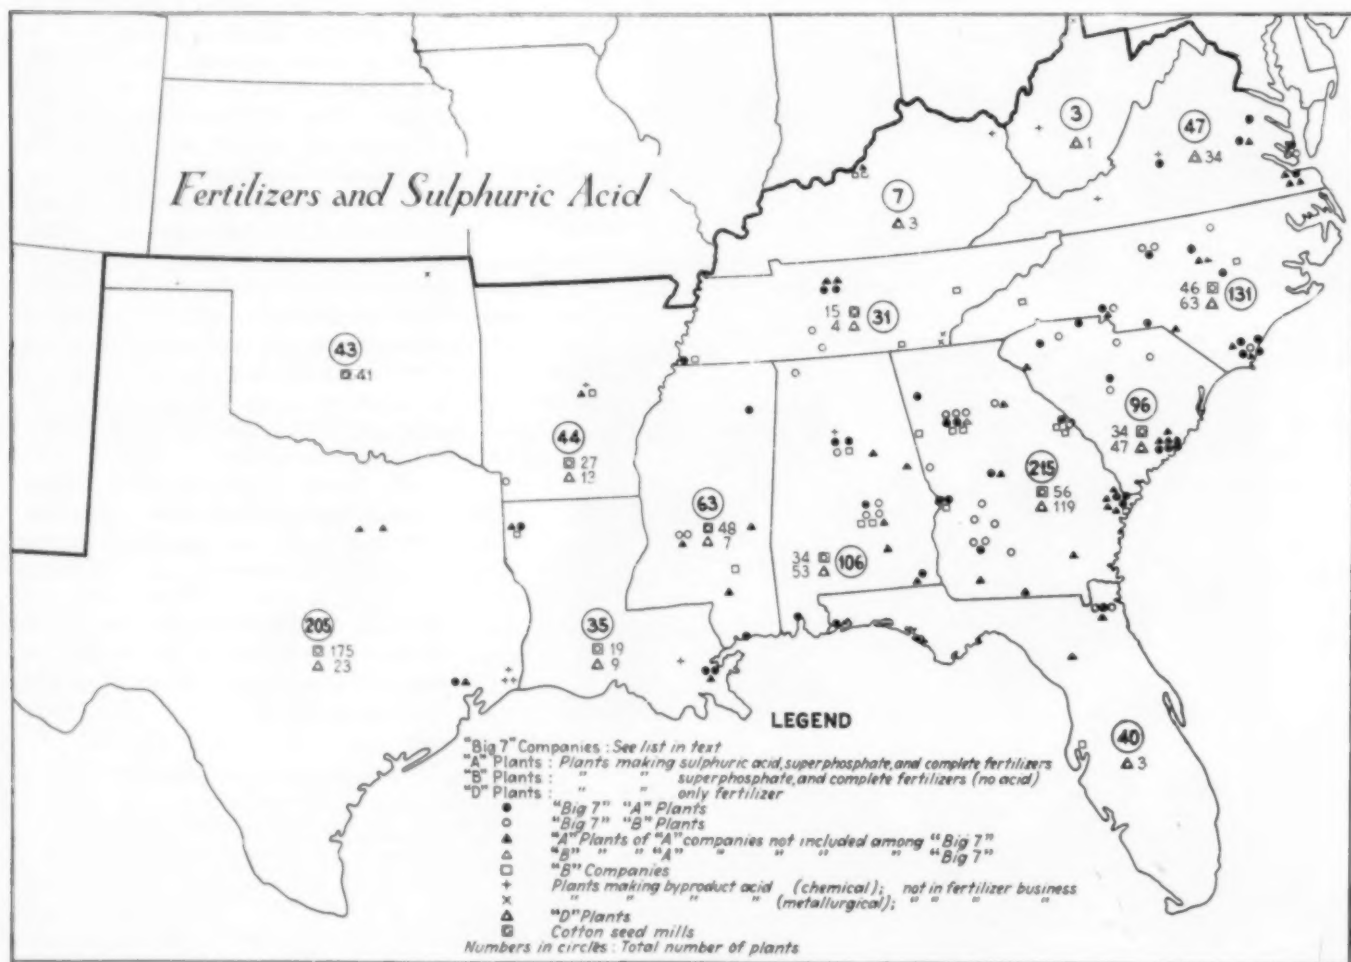 Fertilizers and Sulphuric Acid
3
1
47
34
7
3
46
63
131
15
4
31
43
41
44
27
13
96
34
47
215
56
119
63
48
7
34
53
106
205
175
23
35
19
9
40
3
LEGEND
"Big 7" Companies : See list in text
"A" Plants : Plants making sulphuric acid, superphosphate, and complete fertilizers
"B" Plants : " " superphosphate, and complete fertilizers (no acid)
"D" Plants : " " only fertilizer
"Big 7" "A" Plants
"Big 7" "B" Plants
"A" Plants of "A" companies not included among "Big 7"
"B" " " "A" " " " " "Big 7"
"B" Companies
Plants making byproduct acid (chemical); not in fertilizer business
" " " " (metallurgical); " " " "
"D" Plants
Cotton seed mills
Numbers in circles : Total number of plants